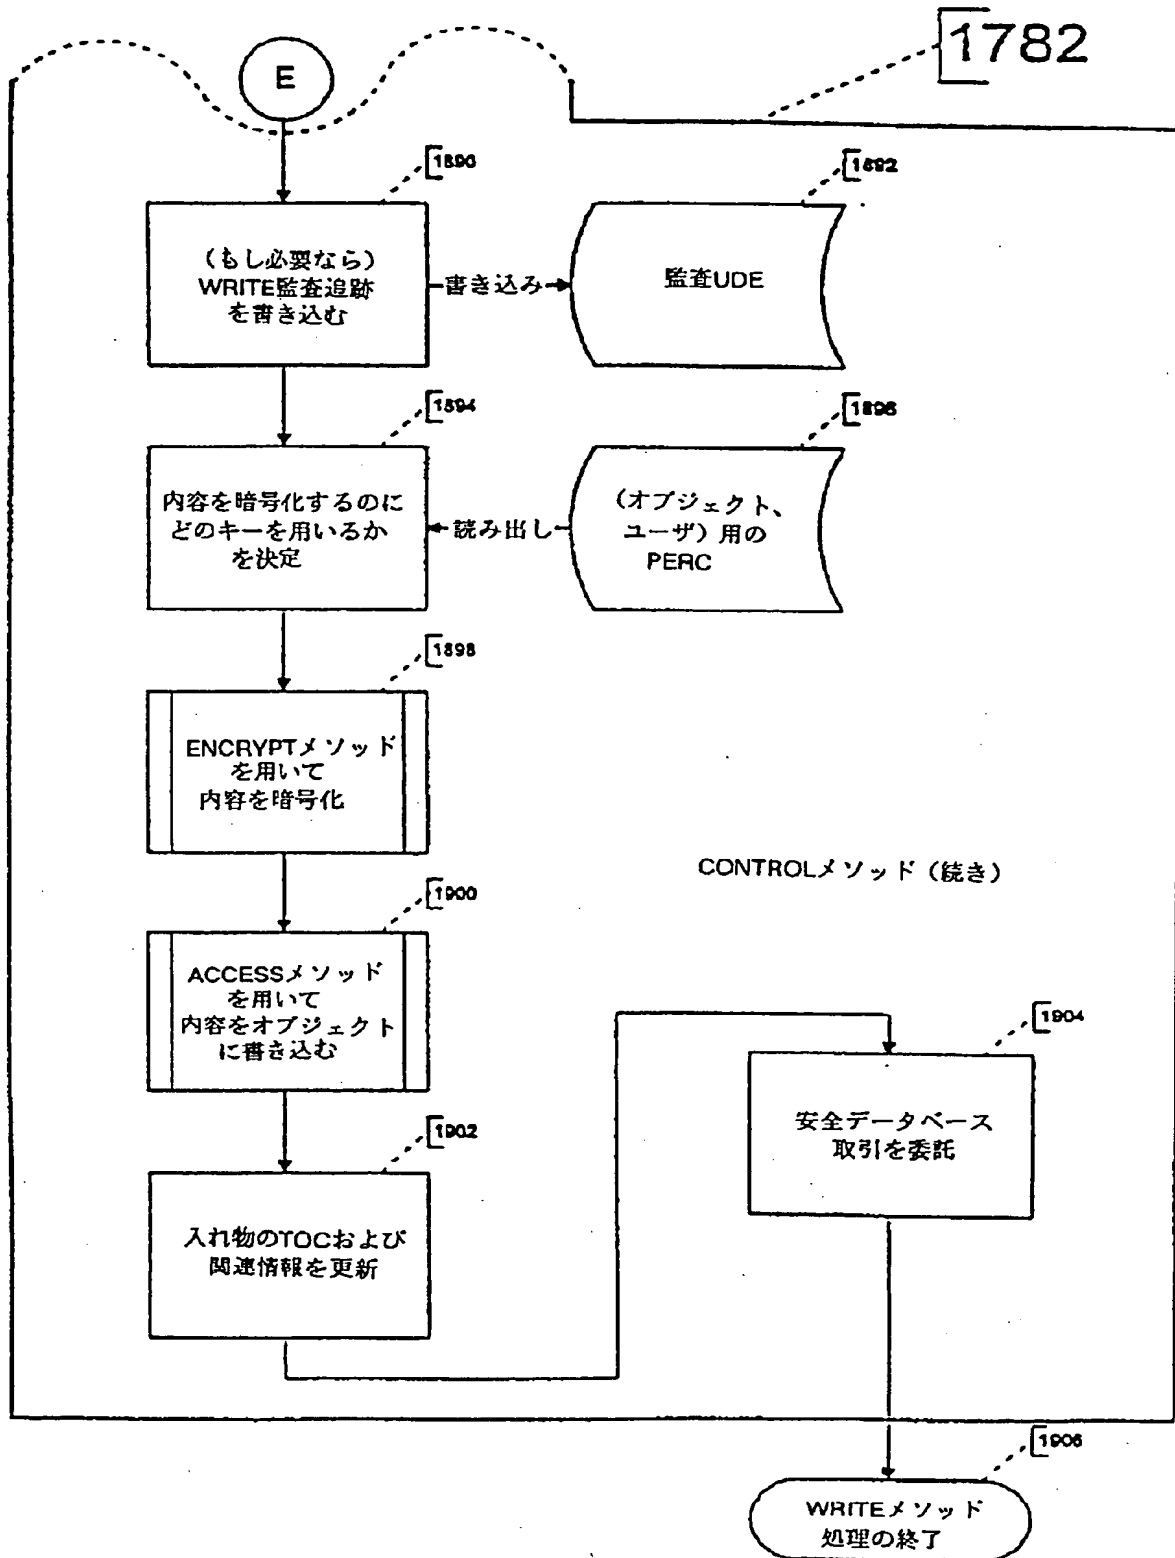 1782
E
1890
(もし必要なら)
WRITE監査追跡
を書き込む
書き込み
1892
監査UDE
1894
内容を暗号化するのに
どのキーを用いるか
を決定
読み出し
1896
(オブジェクト、
ユーザ)用の
PERC
1898
ENCRYPTメソッド
を用いて
内容を暗号化
CONTROLメソッド(続き)
1900
ACCESSメソッド
を用いて
内容をオブジェクト
に書き込む
1902
入れ物のTOCおよび
関連情報を更新
1904
安全データベース
取引を委託
1906
WRITEメソッド
処理の終了